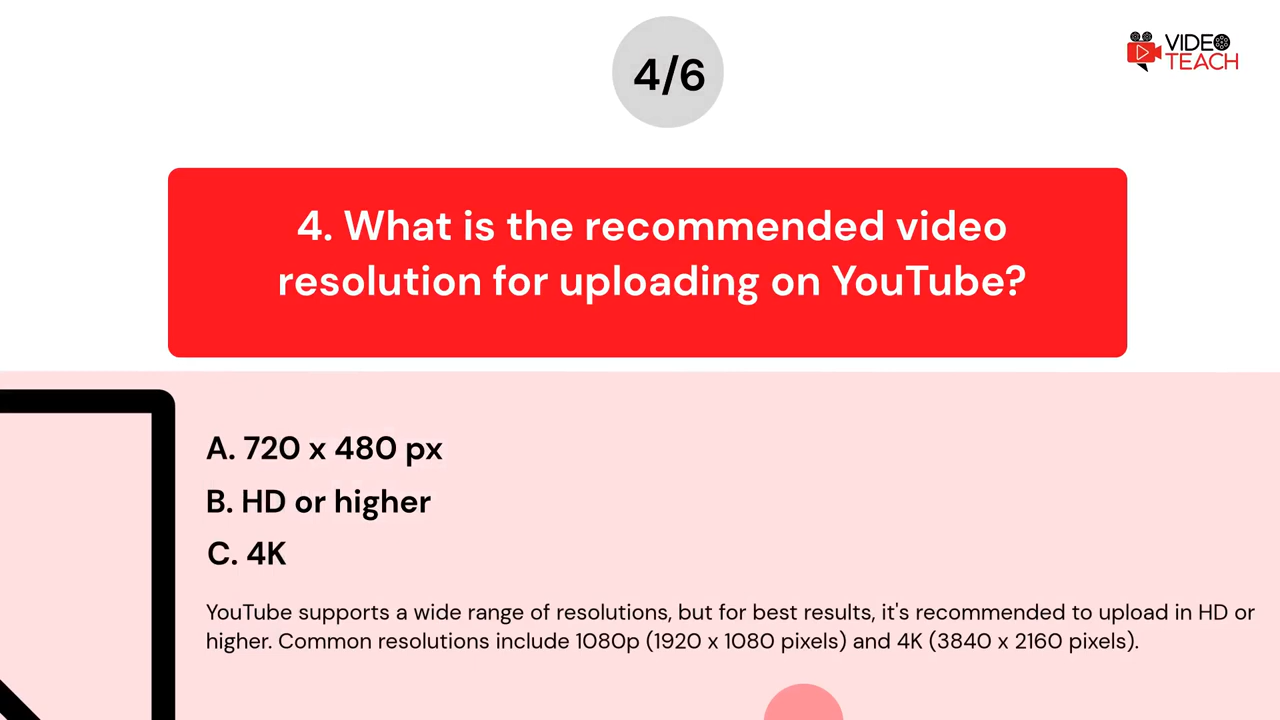 4/6
VIDEO
TEACH
4. What is the recommended video
resolution for uploading on YouTube?
A. 720 x 480 px
B. HD or higher
C. 4K
YouTube supports a wide range of resolutions, but for best results, it's recommended to upload in HD or
higher. Common resolutions include 1080p (1920 x 1080 pixels) and 4K (3840 x 2160 pixels).